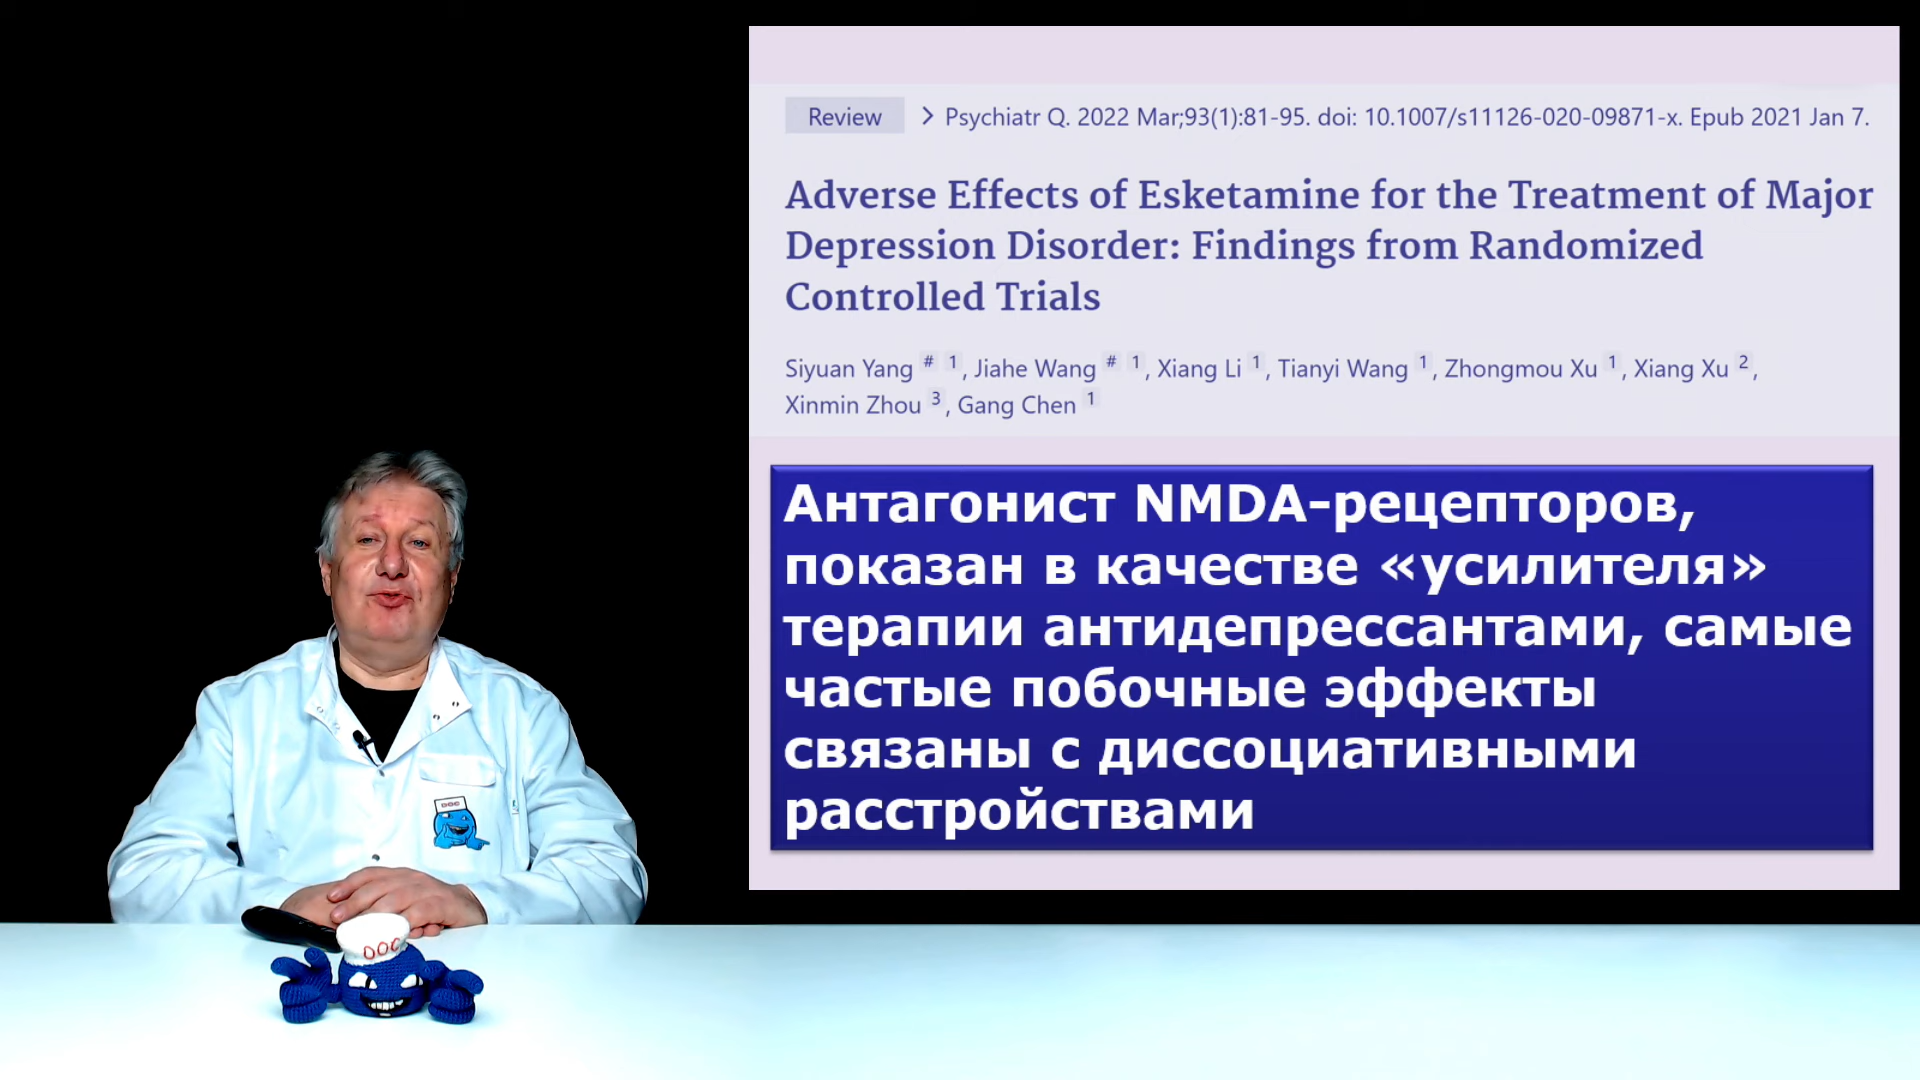 Review > Psychiatr Q. 2022 Mar;93(1):81-95. doi: 10.1007/s11126-020-09871-x. Epub 2021 Jan 7.
Adverse Effects of Esketamine for the Treatment of Major
Depression Disorder: Findings from Randomized
Controlled Trials
Siyuan Yang # 1, Jiahe Wang # 1, Xiang Li 1, Tianyi Wang 1, Zhongmou Xu 1, Xiang Xu 2,
Xinmin Zhou 3, Gang Chen 1
Антагонист NMDA-рецепторов,
показан в качестве «усилителя»
терапии антидепрессантами, самые
частые побочные эффекты
связаны с диссоциативными
расстройствами
DOC
DOC